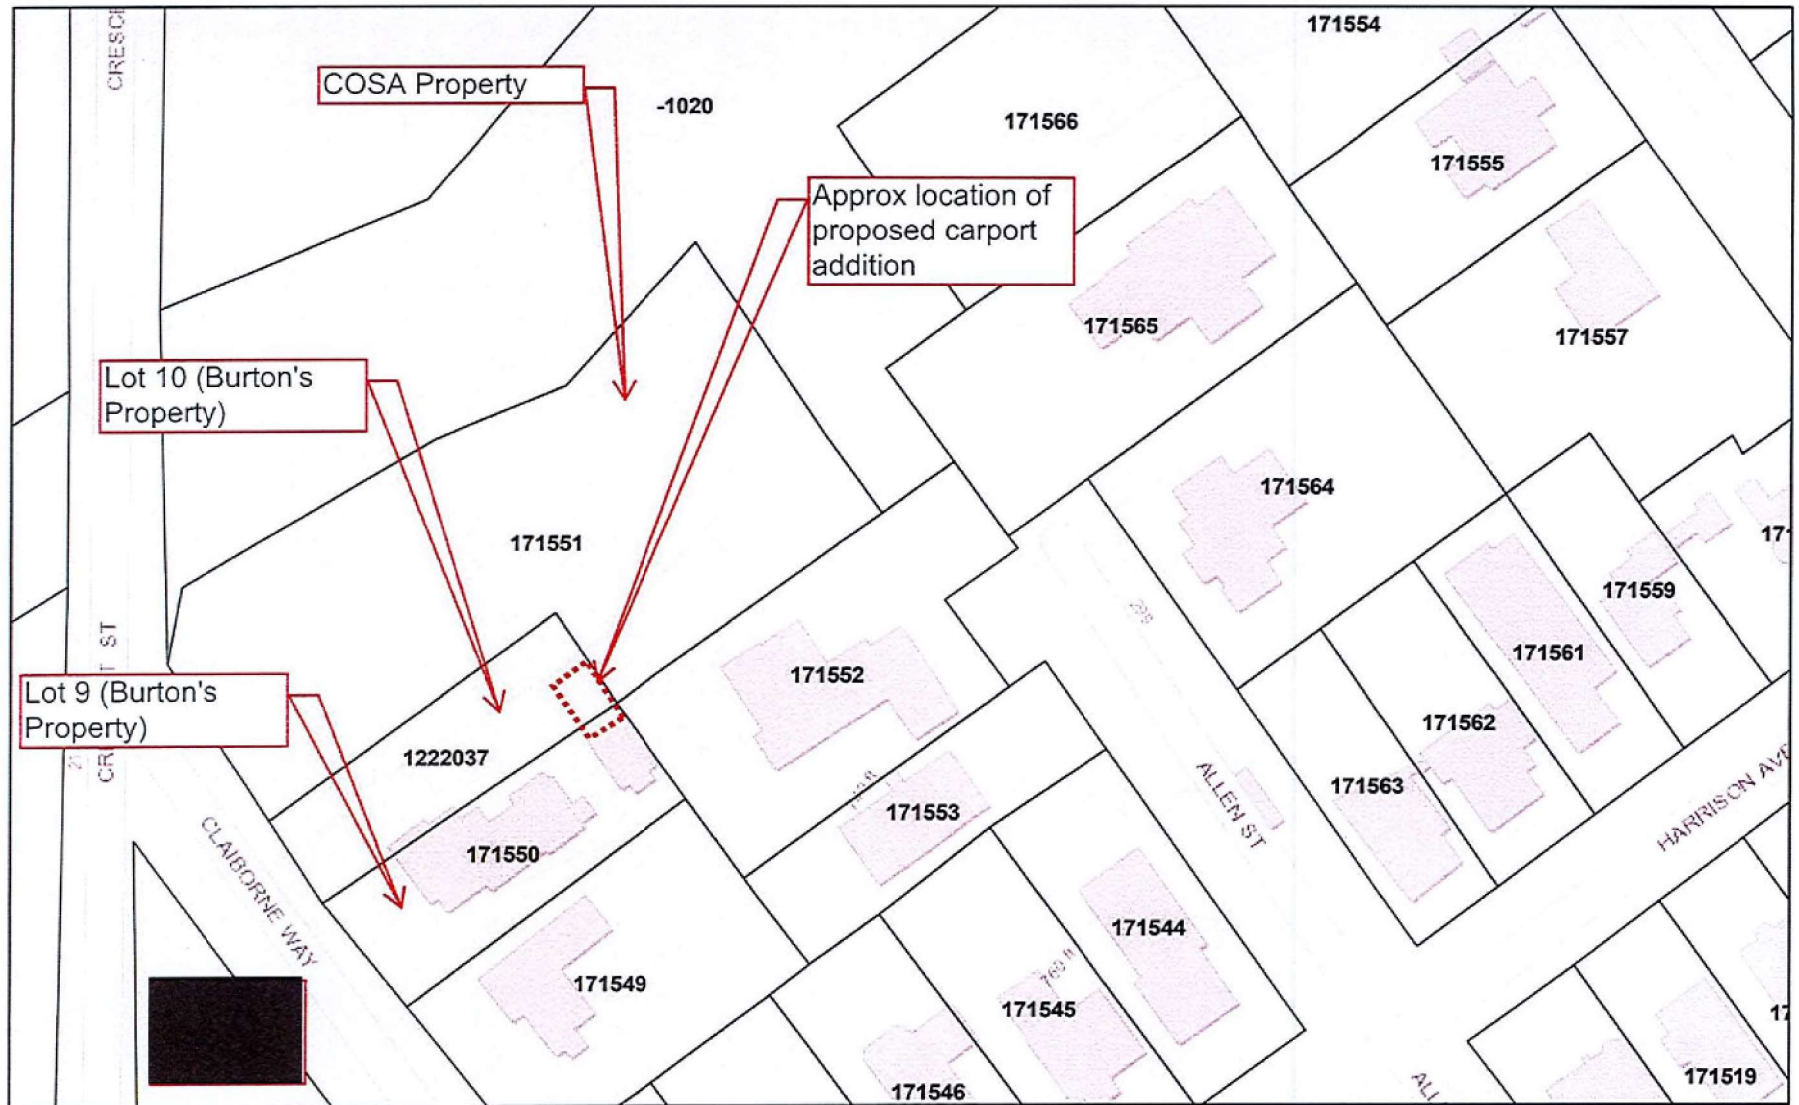 CRESC
171554
COSA Property
-1020
171566
171555
Approx location of
proposed carport
addition
171565
171557
Lot 10 (Burton's
Property)
171564
171551
171559
171561
171552
Lot 9 (Burton's
Property)
171562
1222037
171563
ALLEN ST
HARRISON AVE
171553
171550
CLAIBORNE WAY
171544
171549
171545
171546
171519